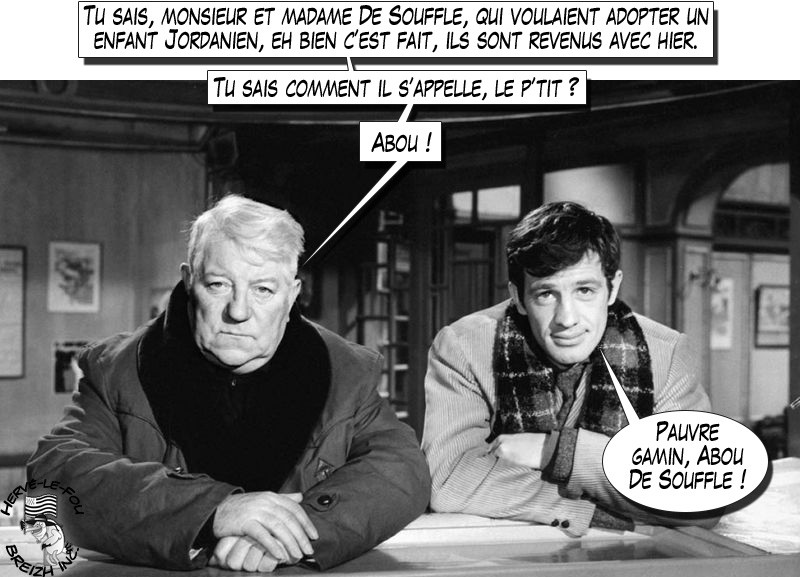 Tu sais, monsieur et madame De Souffle, qui voulaient adopter un
enfant Jordanien, eh bien c'est fait, ils sont revenus avec hier.
Tu sais comment il s'appelle, le p'tit ?
Abou !
Pauvre
gamin, Abou
De Souffle !
Herve-le-Fou
Breizh Inc.